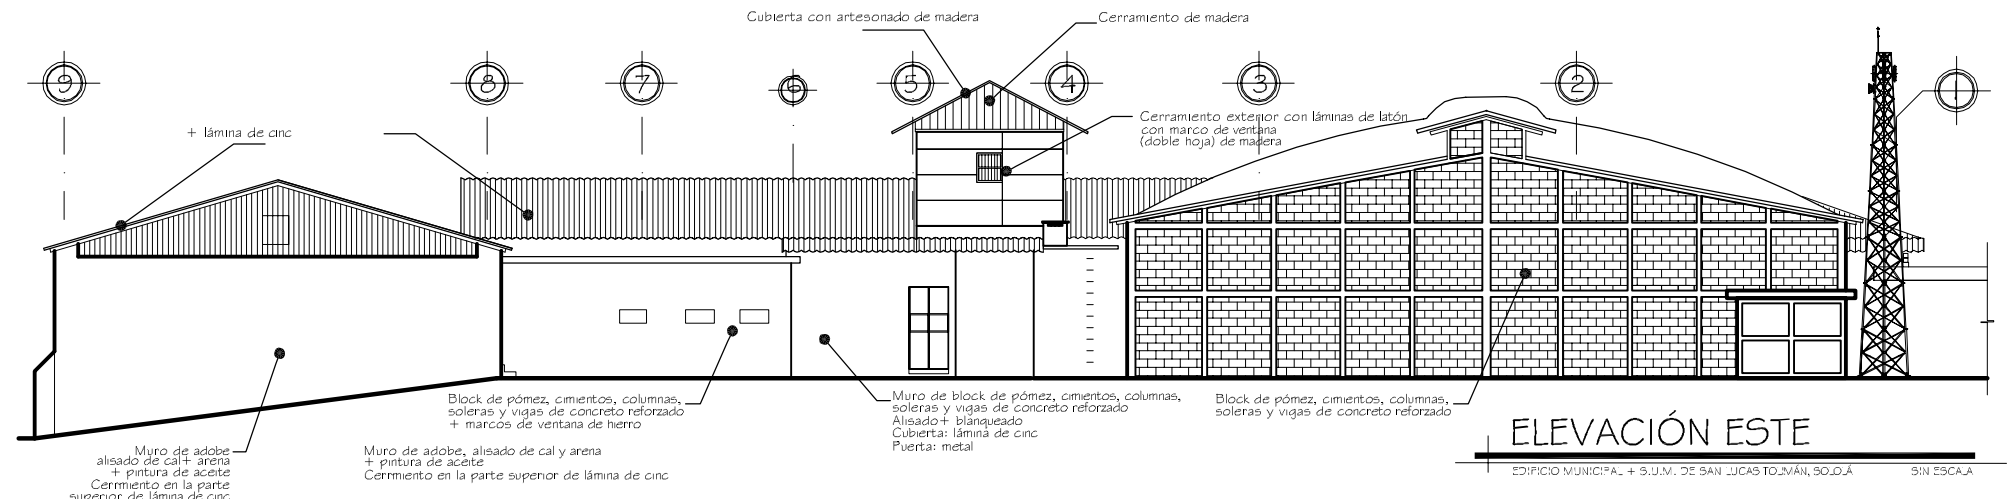 Cubierta con artesonado de madera
Cerramiento de madera
9
8
7
6
5
4
3
2
1
+ lámina de cinc
Cerramiento exterior con láminas de latón
con marco de ventana
(doble hoja) de madera
Block de pómez, cimientos, columnas,
soleras y vigas de concreto reforzado
+ marcos de ventana de hierro
Muro de block de pómez, cimientos, columnas,
soleras y vigas de concreto reforzado
Alisado+ blanqueado
Cubierta: lámina de cinc
Puerta: metal
Block de pómez, cimientos, columnas,
soleras y vigas de concreto reforzado
Muro de adobe
alisado de cal+ arena
+ pintura de aceite
Cerrmiento en la parte
superior de lámina de cinc
Muro de adobe, alisado de cal y arena
+ pintura de aceite
Cerrmiento en la parte superior de lámina de cinc
ELEVACIÓN ESTE
EDIFICIO MUNICIPAL + S.U.M. DE SAN LUCAS TOLIMÁN, SOLOLÁ
SIN ESCALA